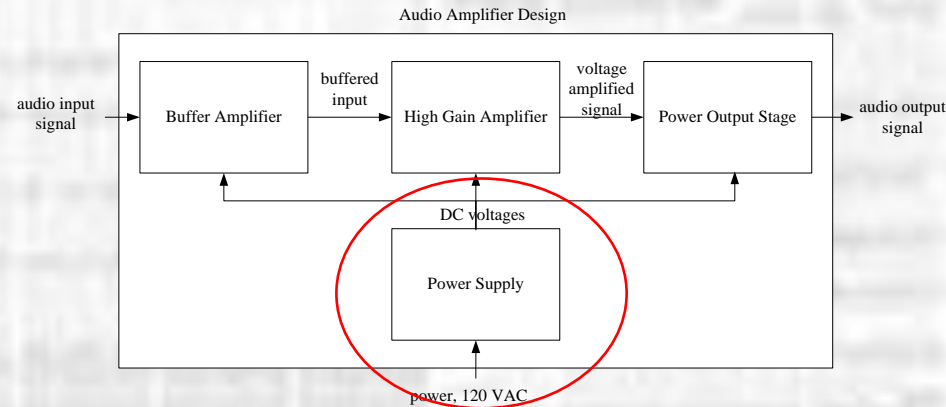 Audio Amplifier Design
audio input
signal
Buffer Amplifier
buffered
input
High Gain Amplifier
voltage
amplified
signal
Power Output Stage
audio output
signal
DC voltages
Power Supply
power, 120 VAC